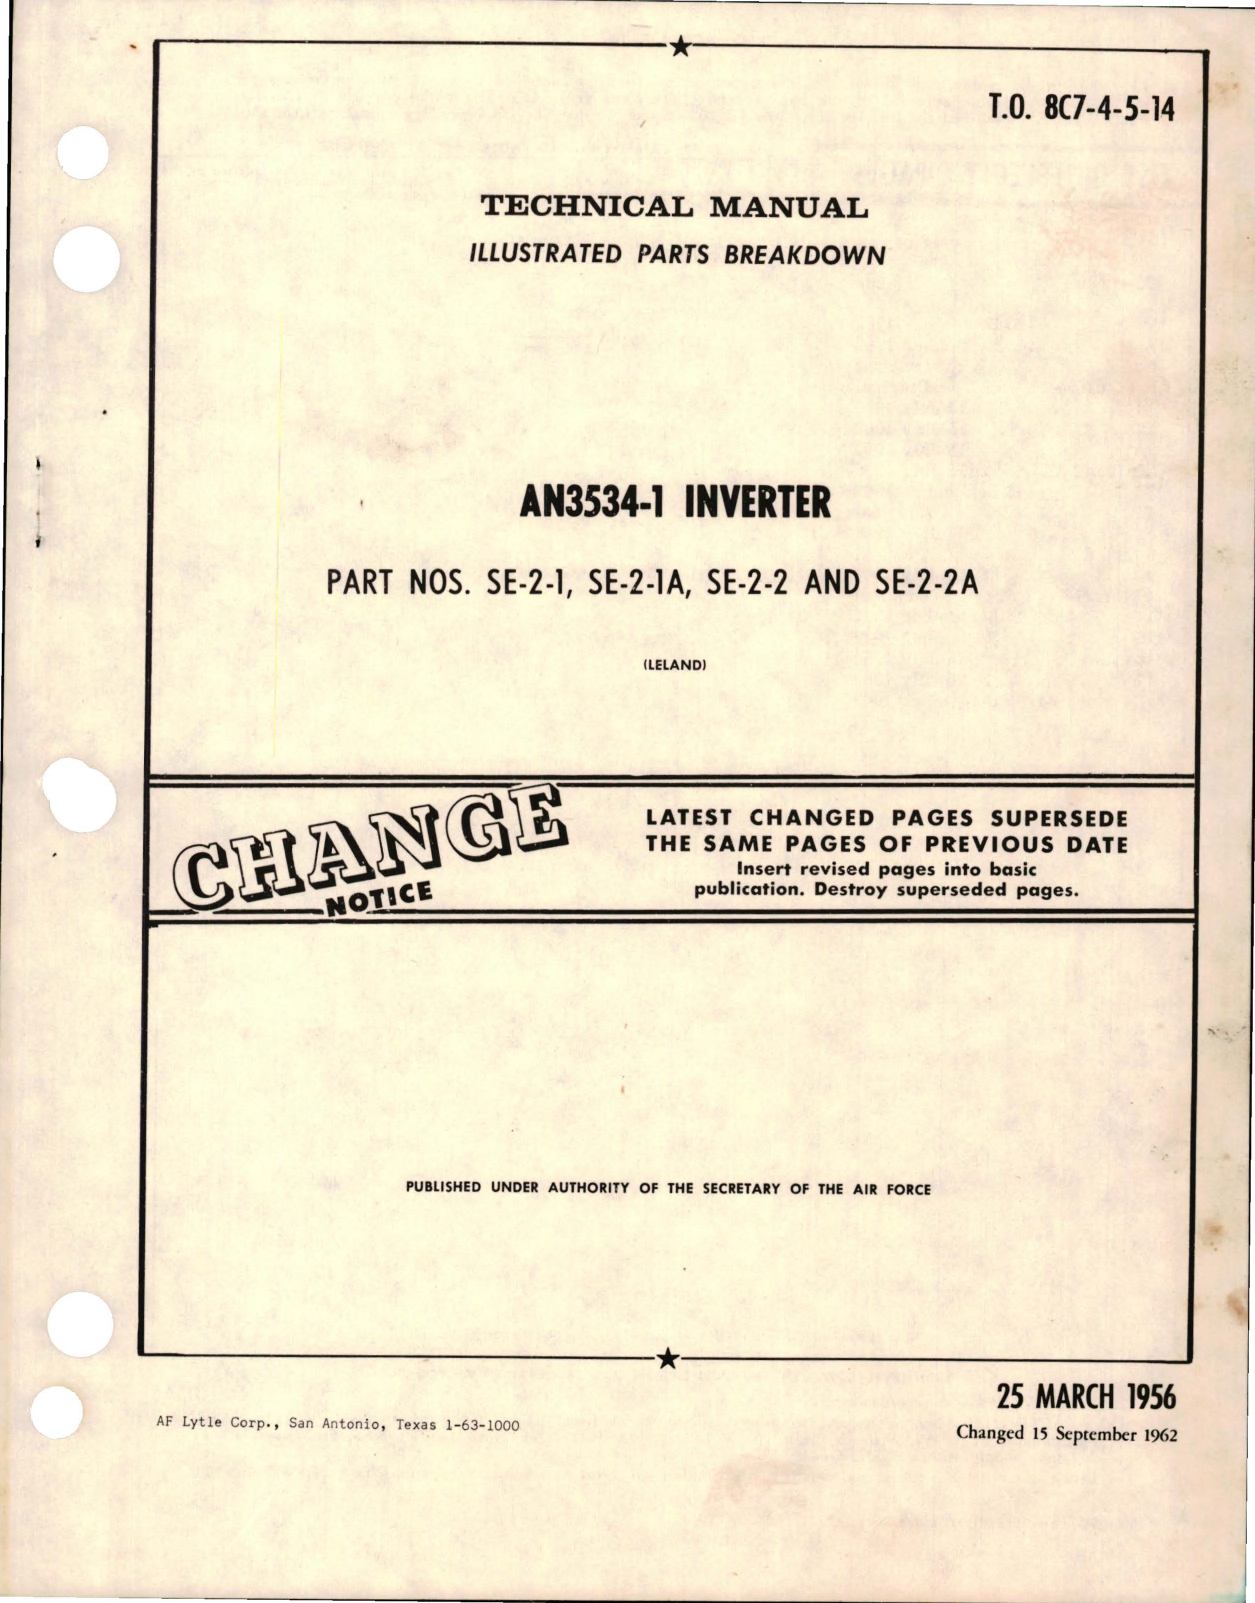 T.O. 8C7-4-5-14
TECHNICAL MANUAL
ILLUSTRATED PARTS BREAKDOWN
AN3534-1 INVERTER
PART NOS. SE-2-1, SE-2-1A, SE-2-2 AND SE-2-2A
(LELAND)
CHANGE
NOTICE
LATEST CHANGED PAGES SUPERSEDE
THE SAME PAGES OF PREVIOUS DATE
Insert revised pages into basic
publication. Destroy superseded pages.
PUBLISHED UNDER AUTHORITY OF THE SECRETARY OF THE AIR FORCE
25 MARCH 1956
AF Lytle Corp., San Antonio, Texas 1-63-1000
Changed 15 September 1962